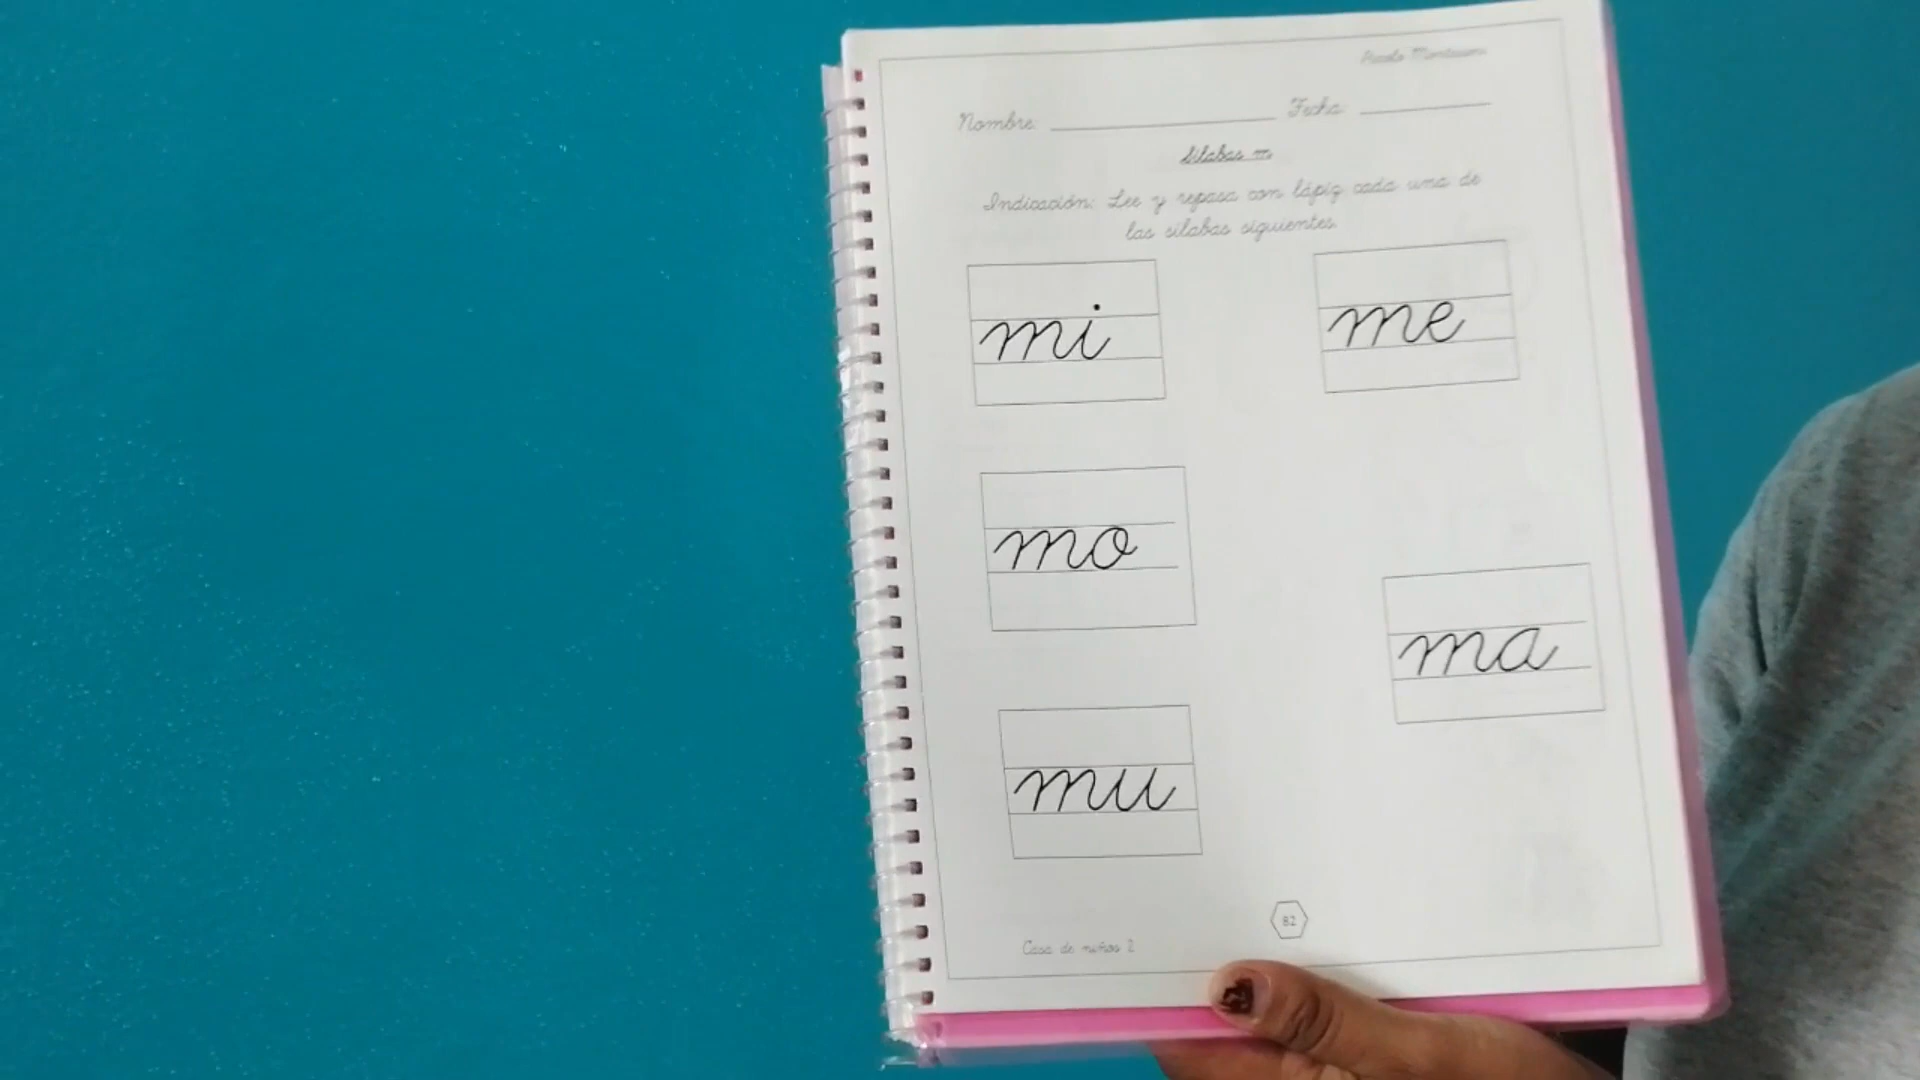 Montessori
Nombre: Fecha:
Sílabas m
Indicación: Lee y repasa con lápiz cada una de
las sílabas siguientes.
mi me
mo
ma
mu
82
Casa de niños 2